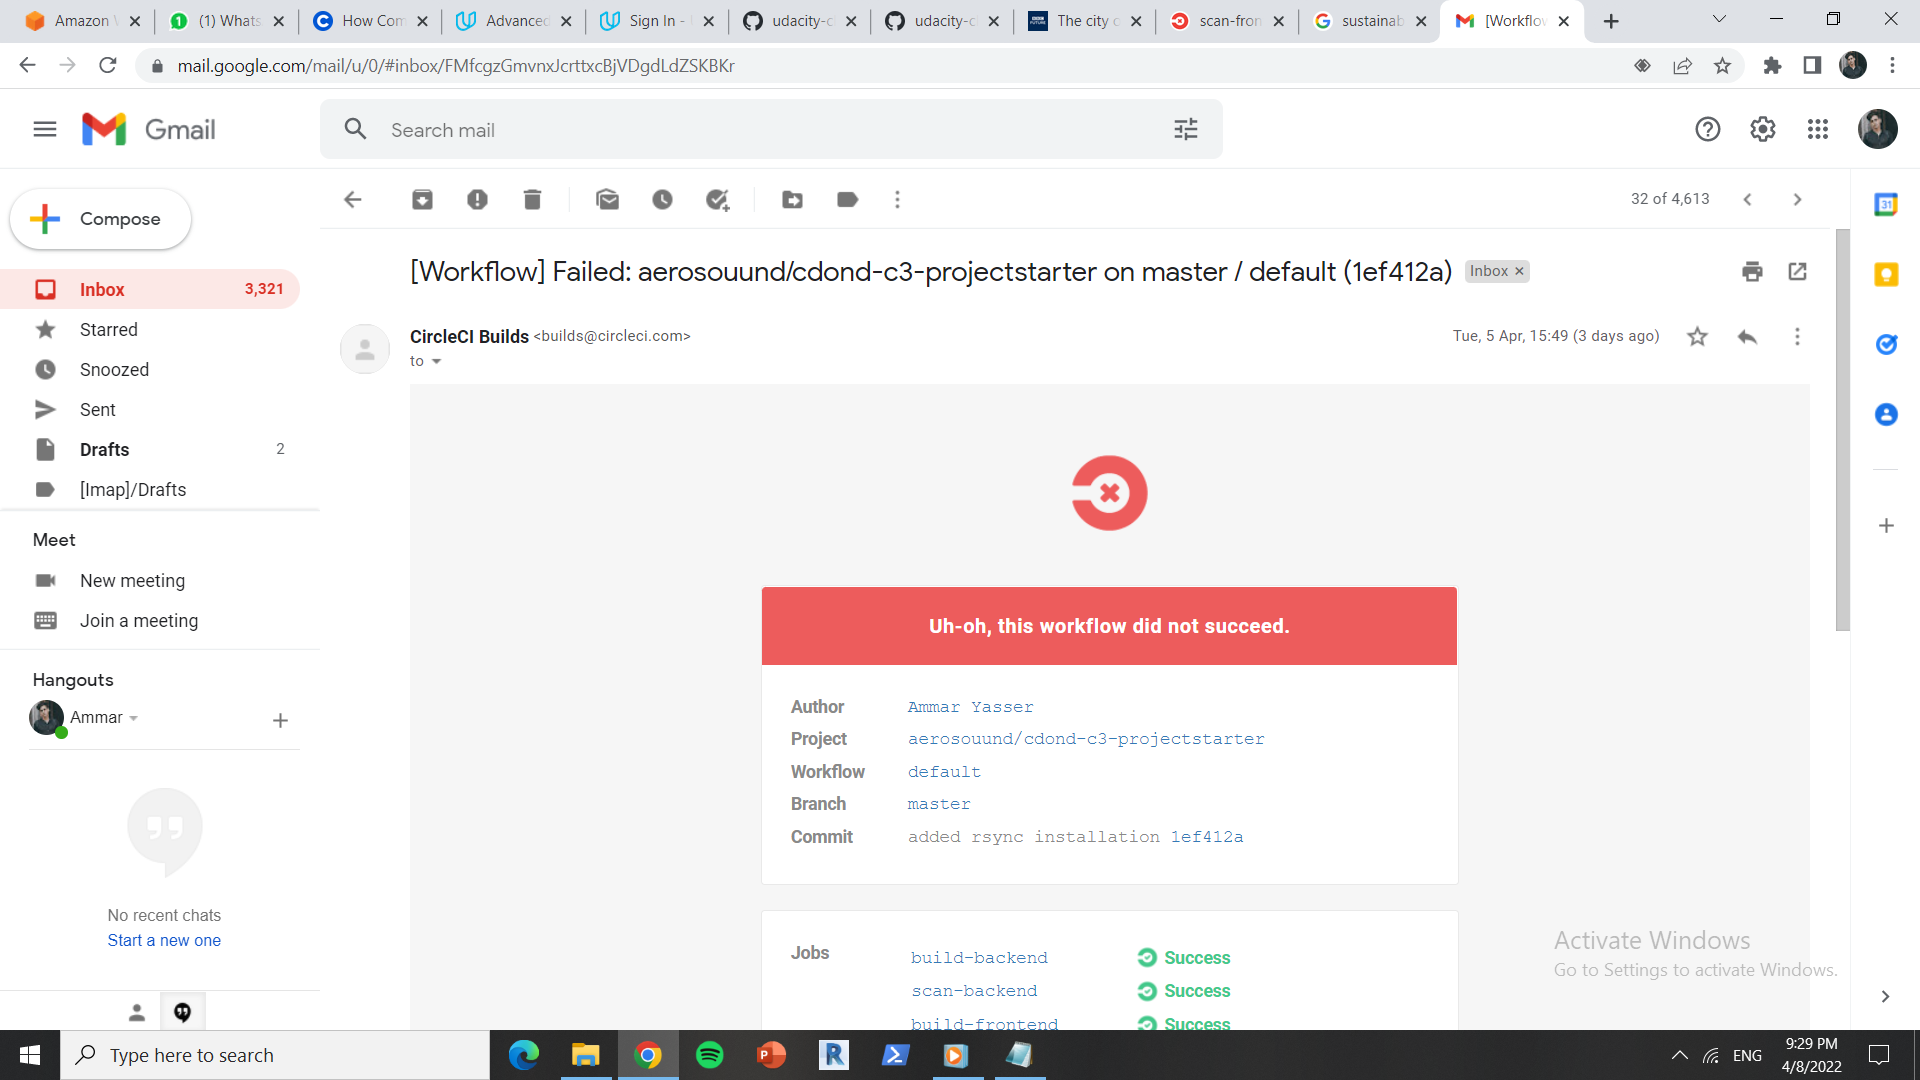 Amazon
(1) Whats
How Com
Advanced
Sign In -
udacity-c
udacity-c
The city
scan-fron
sustainab
[Workflow
mail.google.com/mail/u/0/#inbox/FMfcgzGmvnxJcrttxcBjVDgdLdZSKBKr
Gmail
Search mail
Compose
32 of 4,613
Inbox 3,321
Starred
Snoozed
Sent
Drafts 2
[Imap]/Drafts
Meet
New meeting
Join a meeting
Hangouts
Ammar
No recent chats
Start a new one
[Workflow] Failed: aerosouund/cdond-c3-projectstarter on master / default (1ef412a) Inbox
CircleCI Builds <builds@circleci.com> Tue, 5 Apr, 15:49 (3 days ago)
to
Uh-oh, this workflow did not succeed.
Author Ammar Yasser
Project aerosouund/cdond-c3-projectstarter
Workflow default
Branch master
Commit added rsync installation 1ef412a
Jobs build-backend Success
scan-backend Success
build-frontend Success
Activate Windows
Go to Settings to activate Windows.
31
Type here to search
ENG
9:29 PM
4/8/2022